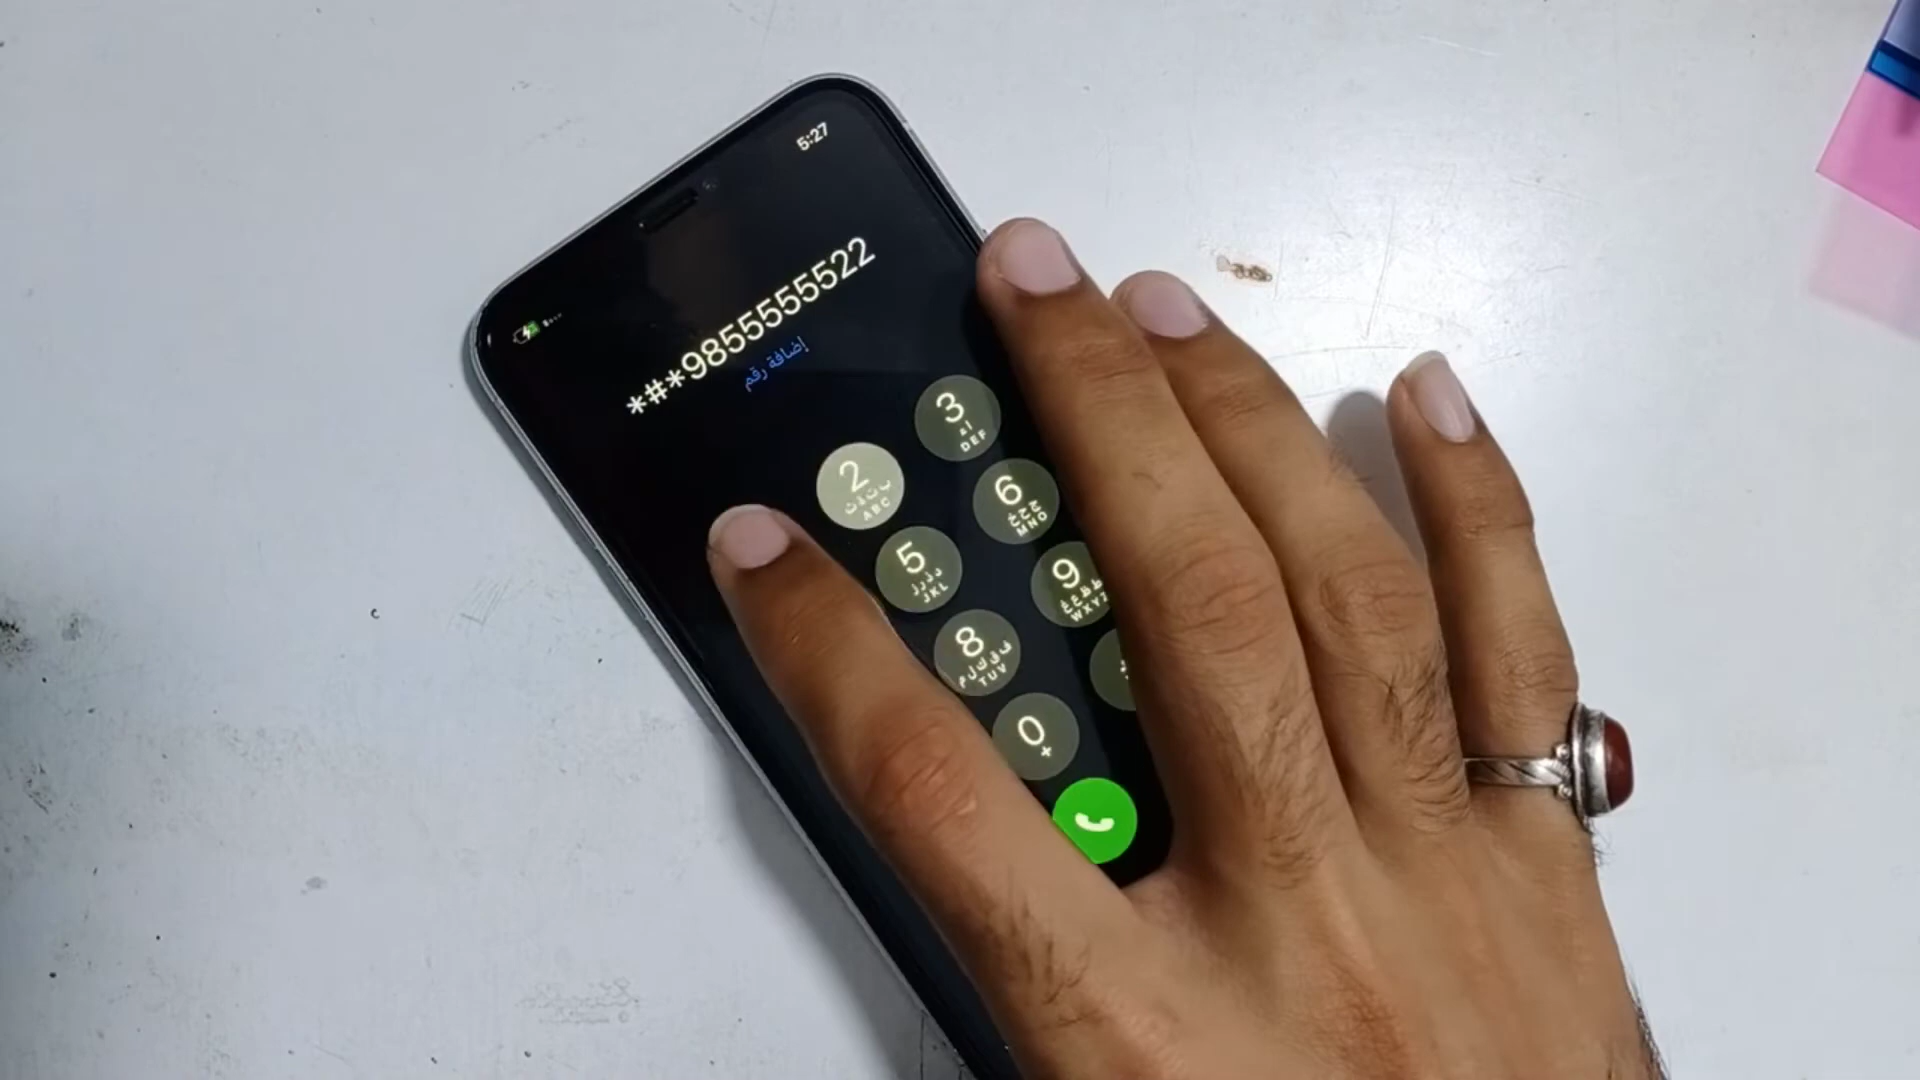 5:27
*#*985555522
إضافة رقم
2
ب ت ة ث
ABC
3
ا ء
DEF
5
د ذ ر ز
JKL
6
ج ح خ
MNO
8
ف ق ك ل م
TUV
9
ط ظ ع غ
WXYZ
0
+